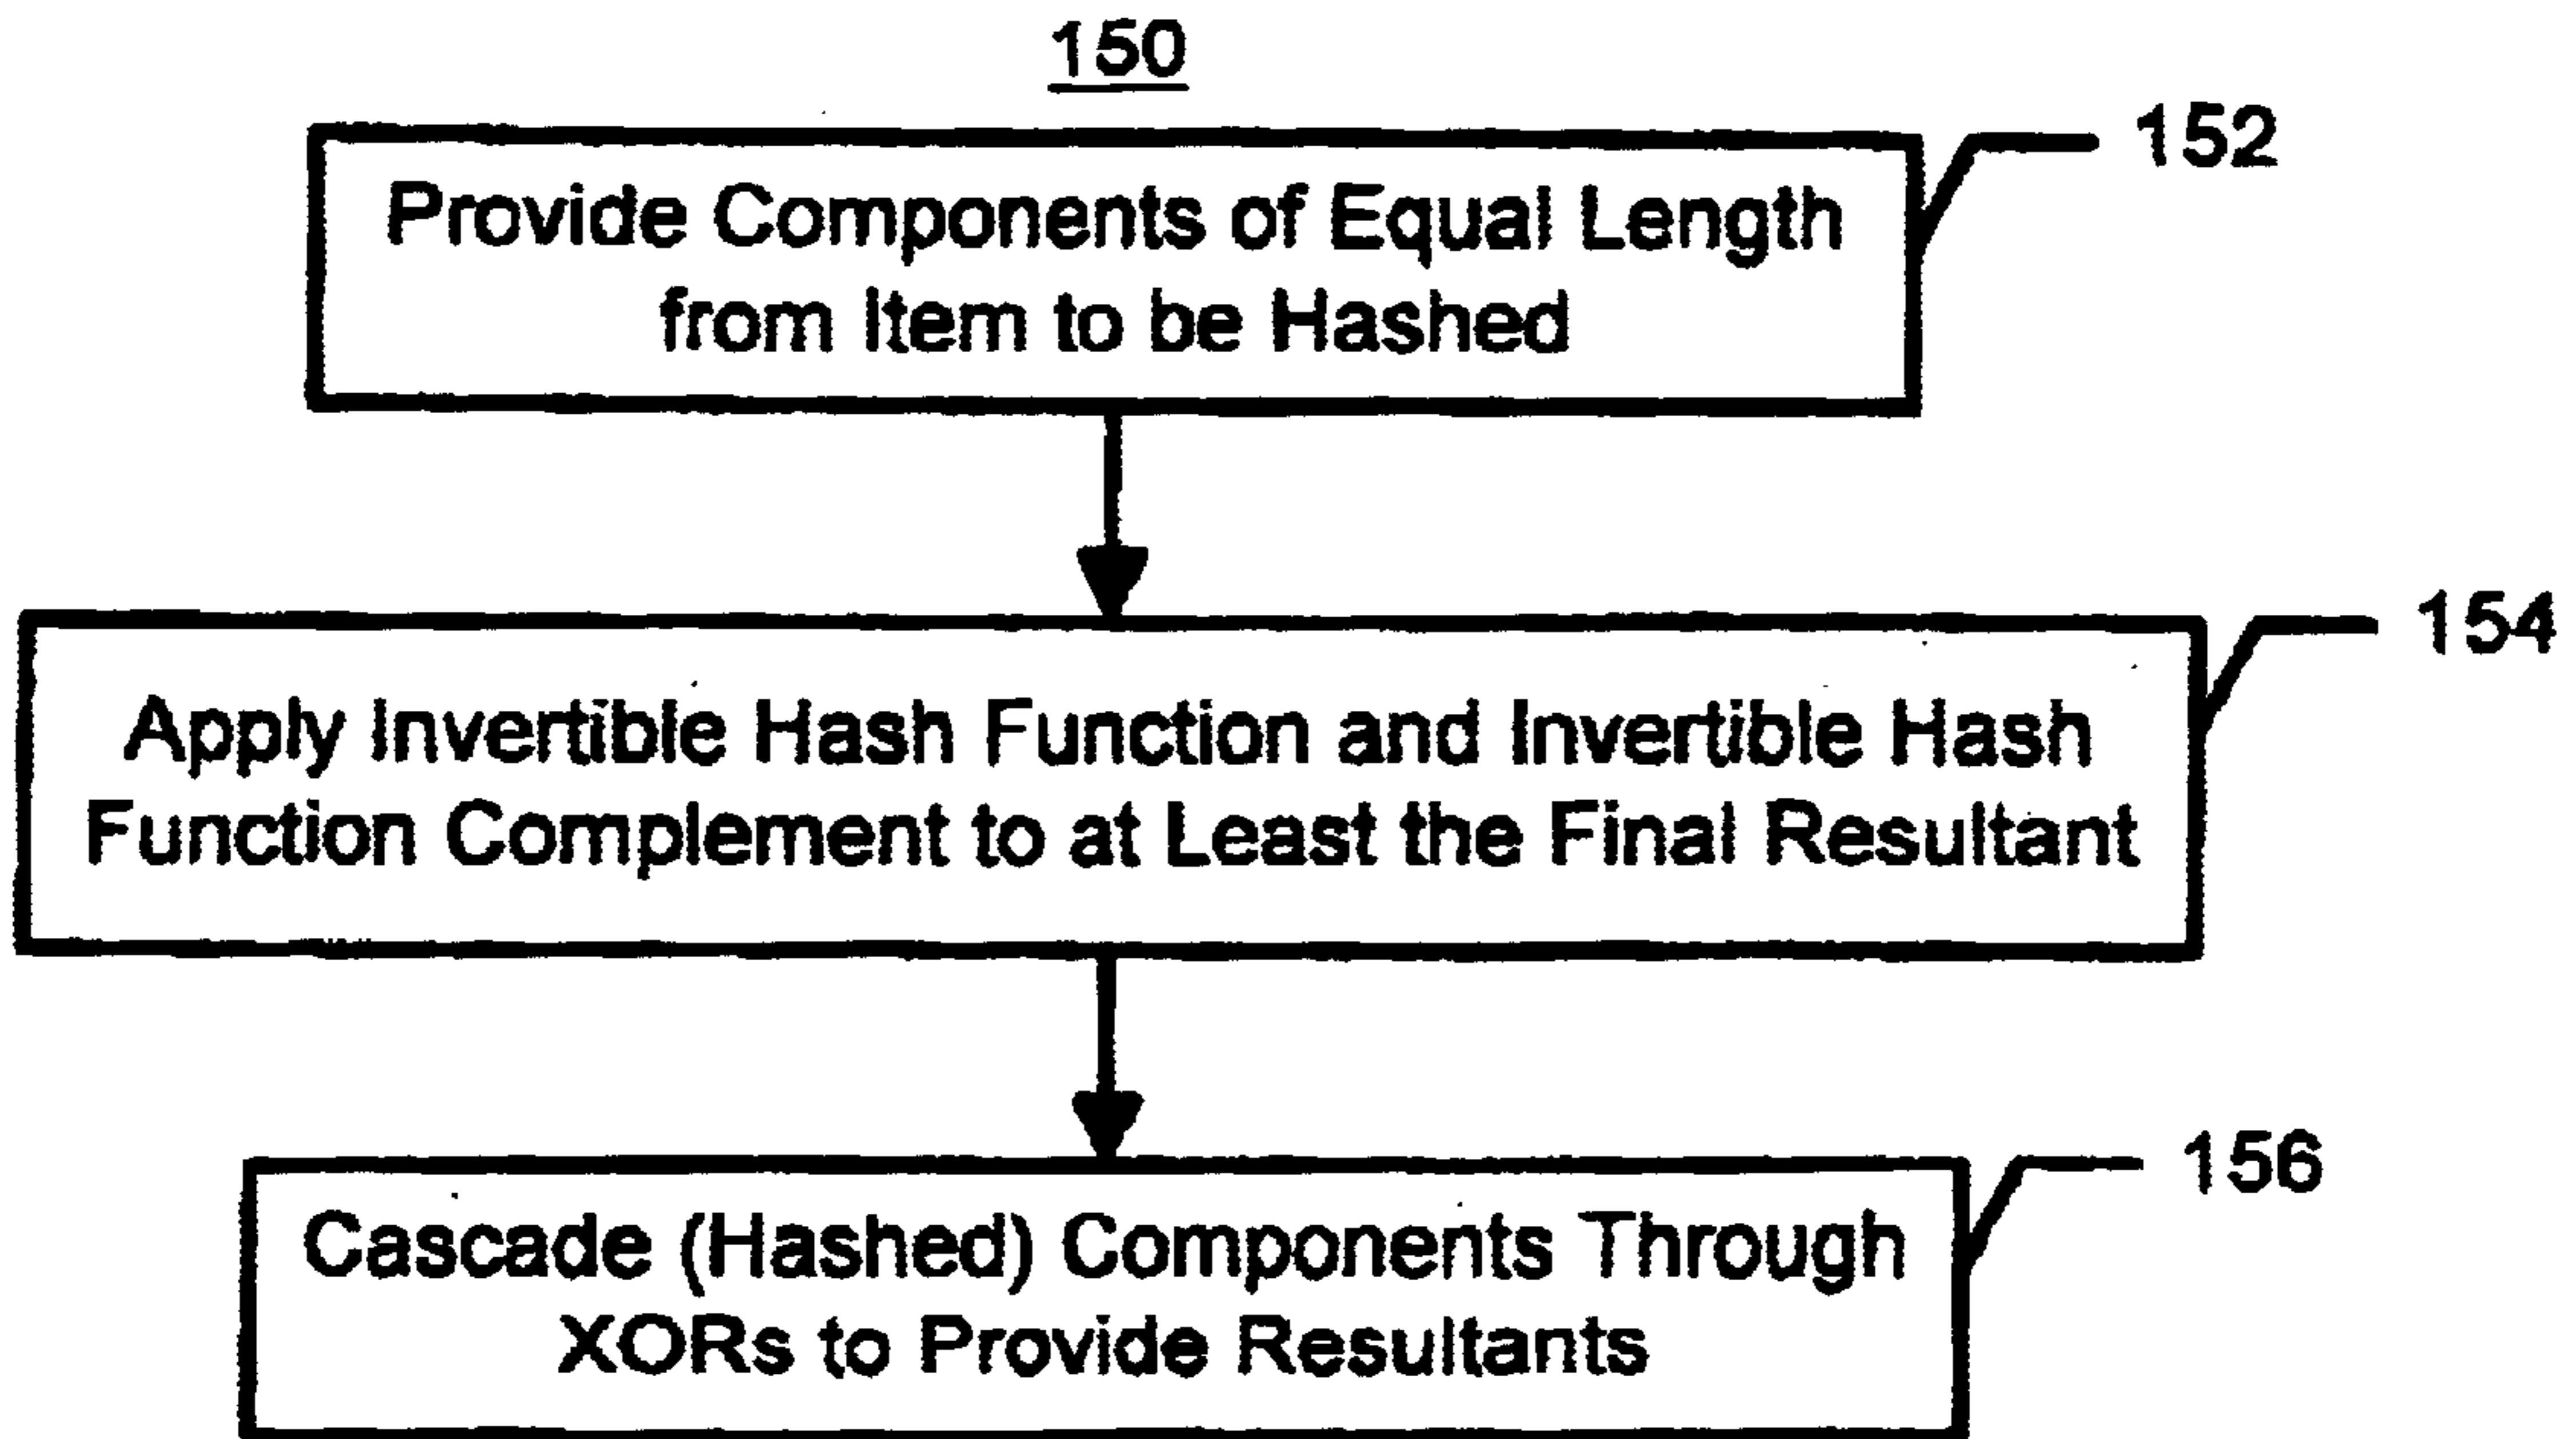 150
152
Provide Components of Equal Length
from Item to be Hashed
154
Apply Invertible Hash Function and Invertible Hash
Function Complement to at Least the Final Resultant
156
Cascade (Hashed) Components Through
XORs to Provide Resultants